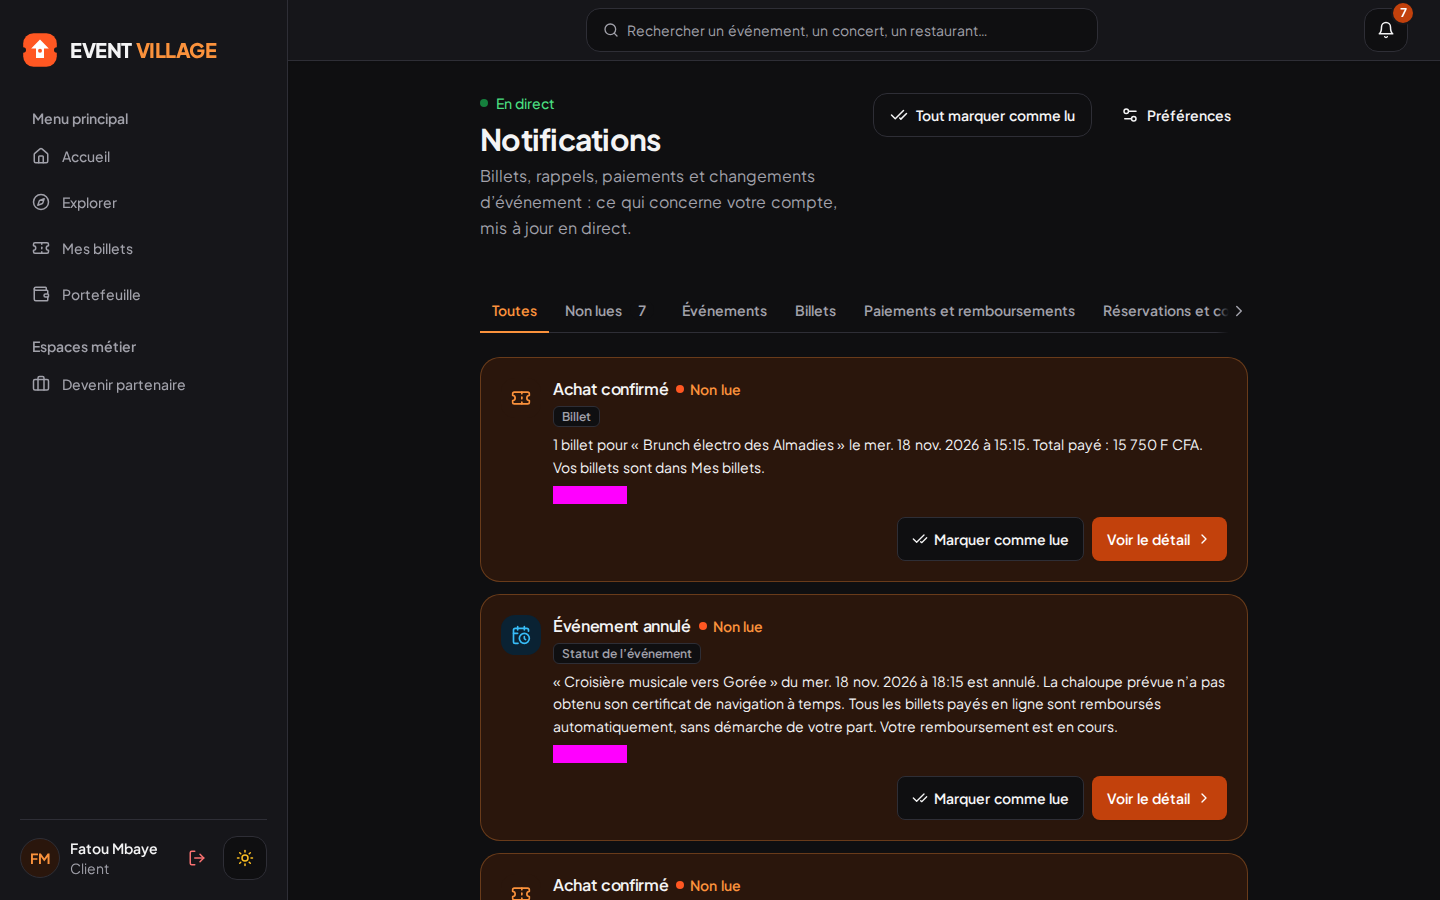 EVENT VILLAGE
Rechercher un événement, un concert, un restaurant…
7
Menu principal
Accueil
Explorer
Mes billets
Portefeuille
Espaces métier
Devenir partenaire
FM
Fatou Mbaye
Client
En direct
Notifications
Billets, rappels, paiements et changements
d’événement : ce qui concerne votre compte,
mis à jour en direct.
Tout marquer comme lu
Préférences
Toutes
Non lues 7
Événements
Billets
Paiements et remboursements
Réservations et
Achat confirmé
Non lue
Billet
1 billet pour « Brunch électro des Almadies » le mer. 18 nov. 2026 à 15:15. Total payé : 15 750 F CFA.
Vos billets sont dans Mes billets.
Marquer comme lue
Voir le détail
Événement annulé
Non lue
Statut de l’événement
« Croisière musicale vers Gorée » du mer. 18 nov. 2026 à 18:15 est annulé. La chaloupe prévue n’a pas
obtenu son certificat de navigation à temps. Tous les billets payés en ligne sont remboursés
automatiquement, sans démarche de votre part. Votre remboursement est en cours.
Marquer comme lue
Voir le détail
Achat confirmé
Non lue